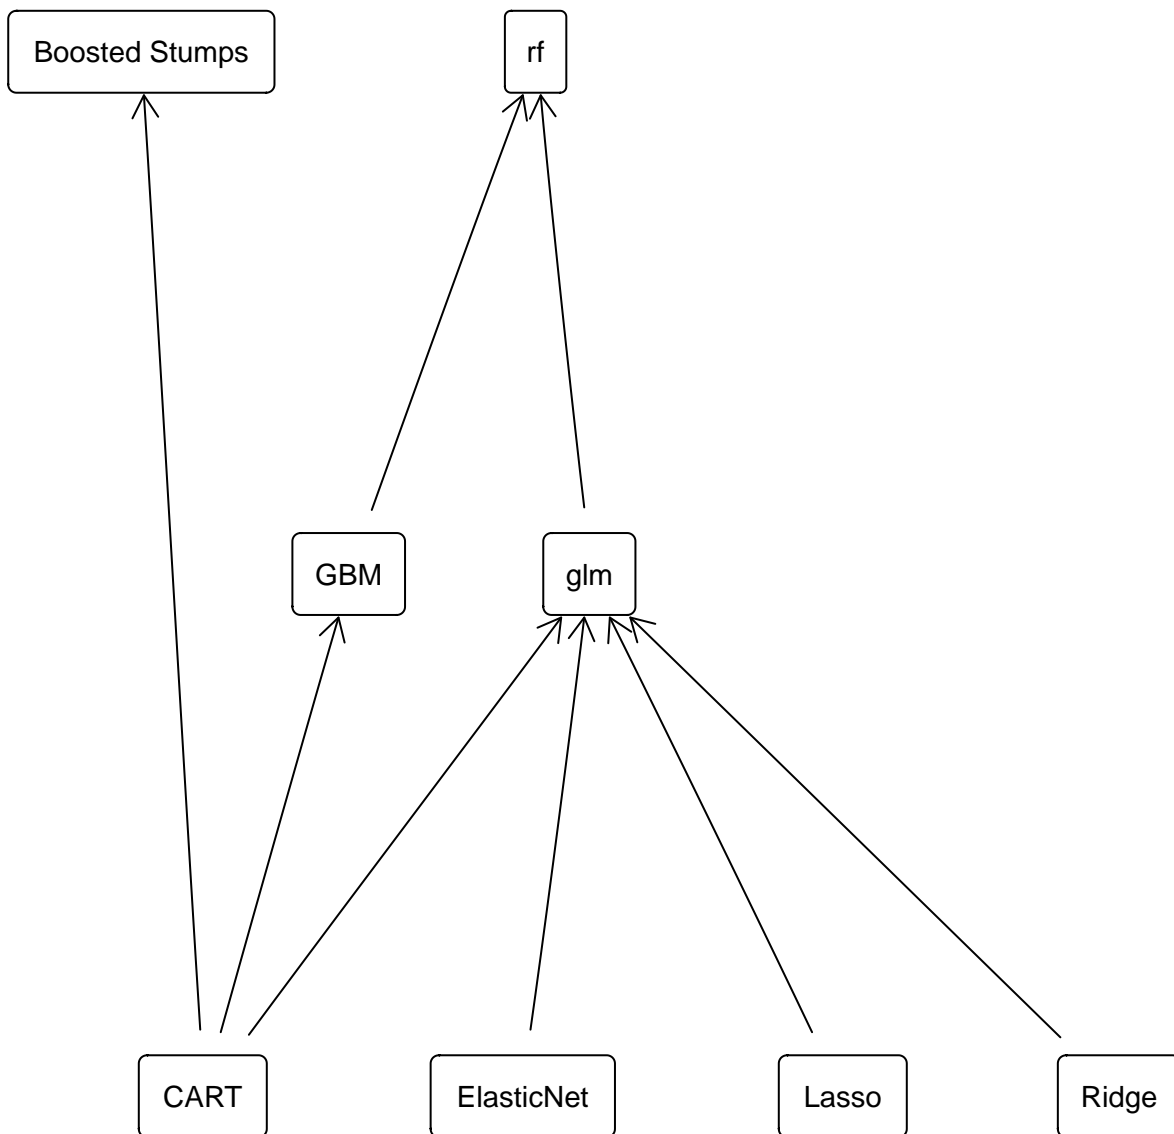 Boosted Stumps
rf
GBM
glm
CART
ElasticNet
Lasso
Ridge